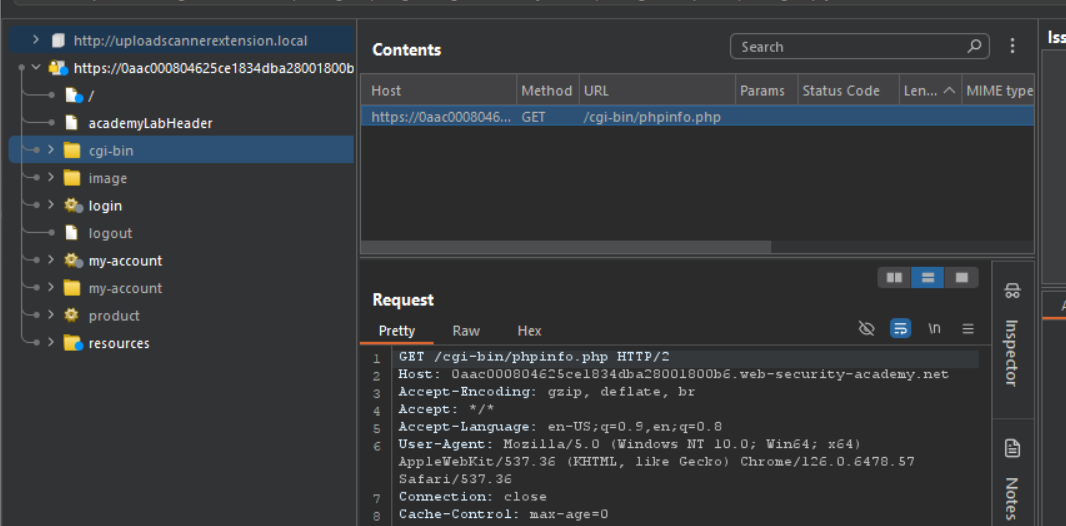 http://uploadscannerextension.local
https://0aac000804625ce1834dba28001800b
/
academyLabHeader
cgi-bin
image
login
logout
my-account
my-account
product
resources
Contents
Search
Host Method URL Params Status Code Len... MIME type
https://0aac0008046... GET /cgi-bin/phpinfo.php
Request
Pretty Raw Hex
\n
1 GET /cgi-bin/phpinfo.php HTTP/2
2 Host: 0aac000804625ce1834dba28001800b6.web-security-academy.net
3 Accept-Encoding: gzip, deflate, br
4 Accept: */*
5 Accept-Language: en-US;q=0.9,en;q=0.8
6 User-Agent: Mozilla/5.0 (Windows NT 10.0; Win64; x64)
AppleWebKit/537.36 (KHTML, like Gecko) Chrome/126.0.6478.57
Safari/537.36
7 Connection: close
8 Cache-Control: max-age=0
Inspector
Notes
Iss